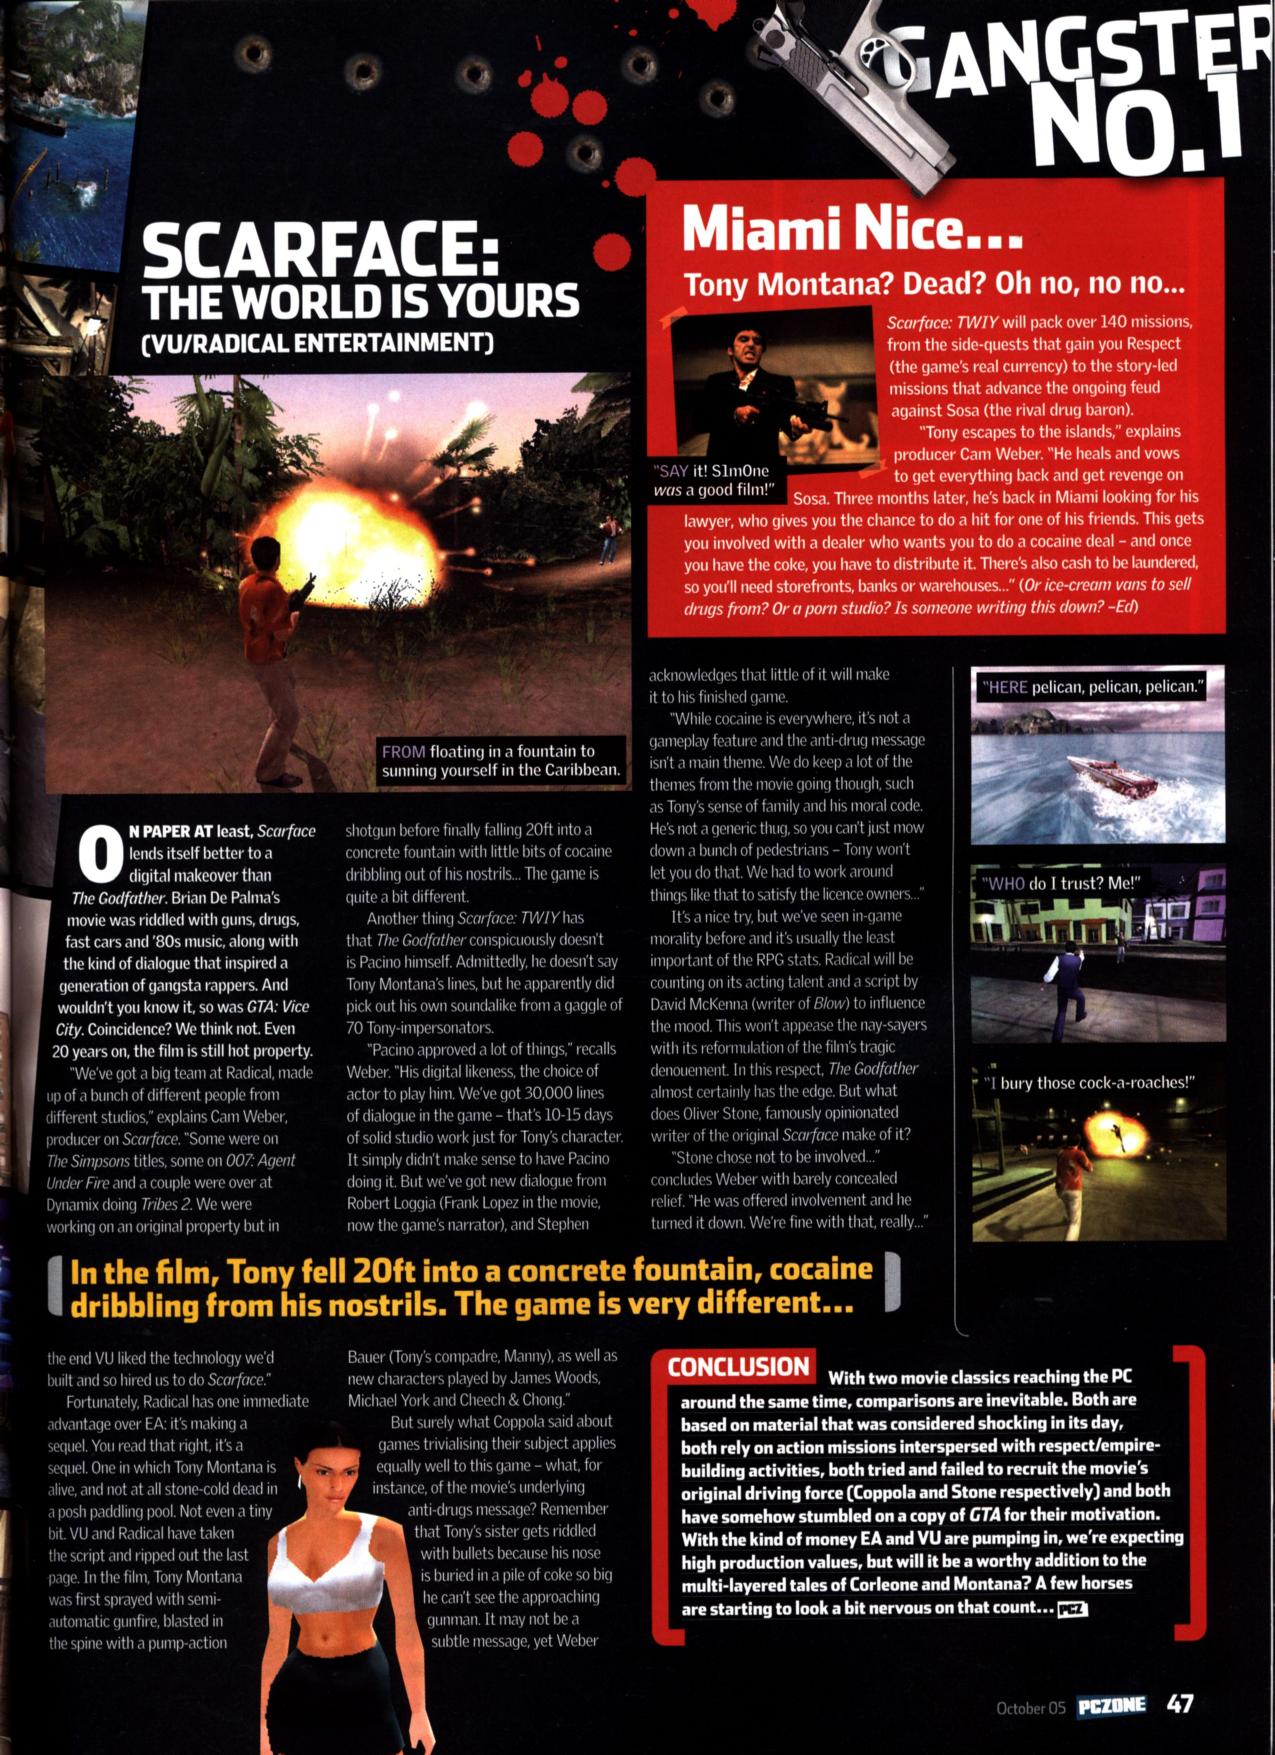 GANGSTER
NO.1
SCARFACE:
THE WORLD IS YOURS
(VU/RADICAL ENTERTAINMENT)
FROM floating in a fountain to
sunning yourself in the Caribbean.
Miami Nice...
Tony Montana? Dead? Oh no, no no...
"SAY it! S1m0ne
was a good film!"
Scarface: TWIY will pack over 140 missions,
from the side-quests that gain you Respect
(the game's real currency) to the story-led
missions that advance the ongoing feud
against Sosa (the rival drug baron).
"Tony escapes to the islands," explains
producer Cam Weber. "He heals and vows
to get everything back and get revenge on
Sosa. Three months later, he's back in Miami looking for his
lawyer, who gives you the chance to do a hit for one of his friends. This gets
you involved with a dealer who wants you to do a cocaine deal – and once
you have the coke, you have to distribute it. There's also cash to be laundered,
so you'll need storefronts, banks or warehouses..." (Or ice-cream vans to sell
drugs from? Or a porn studio? Is someone writing this down? –Ed)
ON PAPER AT least, Scarface
lends itself better to a
digital makeover than
The Godfather. Brian De Palma's
movie was riddled with guns, drugs,
fast cars and '80s music, along with
the kind of dialogue that inspired a
generation of gangsta rappers. And
wouldn't you know it, so was GTA: Vice
City. Coincidence? We think not. Even
20 years on, the film is still hot property.
"We've got a big team at Radical, made
up of a bunch of different people from
different studios," explains Cam Weber,
producer on Scarface. "Some were on
The Simpsons titles, some on 007: Agent
Under Fire and a couple were over at
Dynamix doing Tribes 2. We were
working on an original property but in
the end VU liked the technology we'd
built and so hired us to do Scarface."
Fortunately, Radical has one immediate
advantage over EA: it's making a
sequel. You read that right, it's a
sequel. One in which Tony Montana is
alive, and not at all stone-cold dead in
a posh paddling pool. Not even a tiny
bit. VU and Radical have taken
the script and ripped out the last
page. In the film, Tony Montana
was first sprayed with semi-
automatic gunfire, blasted in
the spine with a pump-action
shotgun before finally falling 20ft into a
concrete fountain with little bits of cocaine
dribbling out of his nostrils... The game is
quite a bit different.
Another thing Scarface: TWIY has
that The Godfather conspicuously doesn't
is Pacino himself. Admittedly, he doesn't say
Tony Montana's lines, but he apparently did
pick out his own soundalike from a gaggle of
70 Tony-impersonators.
"Pacino approved a lot of things," recalls
Weber. "His digital likeness, the choice of
actor to play him. We've got 30,000 lines
of dialogue in the game – that's 10-15 days
of solid studio work just for Tony's character.
It simply didn't make sense to have Pacino
doing it. But we've got new dialogue from
Robert Loggia (Frank Lopez in the movie,
now the game's narrator), and Stephen
Bauer (Tony's compadre, Manny), as well as
new characters played by James Woods,
Michael York and Cheech & Chong."
But surely what Coppola said about
games trivialising their subject applies
equally well to this game – what, for
instance, of the movie's underlying
anti-drugs message? Remember
that Tony's sister gets riddled
with bullets because his nose
is buried in a pile of coke so big
he can't see the approaching
gunman. It may not be a
subtle message, yet Weber
acknowledges that little of it will make
it to his finished game.
"While cocaine is everywhere, it's not a
gameplay feature and the anti-drug message
isn't a main theme. We do keep a lot of the
themes from the movie going though, such
as Tony's sense of family and his moral code.
He's not a generic thug, so you can't just mow
down a bunch of pedestrians – Tony won't
let you do that. We had to work around
things like that to satisfy the licence owners..."
It's a nice try, but we've seen in-game
morality before and it's usually the least
important of the RPG stats. Radical will be
counting on its acting talent and a script by
David McKenna (writer of Blow) to influence
the mood. This won't appease the nay-sayers
with its reformulation of the film's tragic
denouement. In this respect, The Godfather
almost certainly has the edge. But what
does Oliver Stone, famously opinionated
writer of the original Scarface make of it?
"Stone chose not to be involved..."
concludes Weber with barely concealed
relief. "He was offered involvement and he
turned it down. We're fine with that, really..."
"HERE pelican, pelican, pelican."
"WHO do I trust? Me!"
"I bury those cock-a-roaches!"
In the film, Tony fell 20ft into a concrete fountain, cocaine
dribbling from his nostrils. The game is very different...
CONCLUSION With two movie classics reaching the PC
around the same time, comparisons are inevitable. Both are
based on material that was considered shocking in its day,
both rely on action missions interspersed with respect/empire-
building activities, both tried and failed to recruit the movie's
original driving force (Coppola and Stone respectively) and both
have somehow stumbled on a copy of GTA for their motivation.
With the kind of money EA and VU are pumping in, we're expecting
high production values, but will it be a worthy addition to the
multi-layered tales of Corleone and Montana? A few horses
are starting to look a bit nervous on that count... PCZ
October 05 PCZONE 47